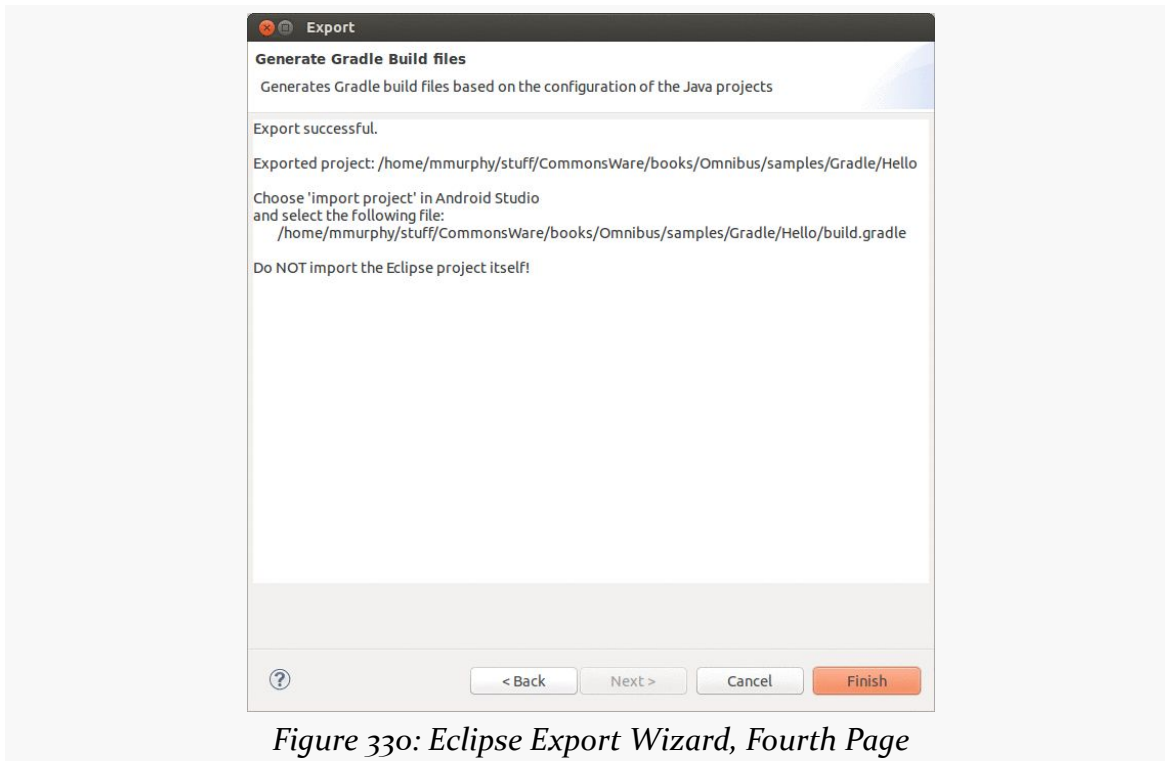 Export
Generate Gradle Build files
Generates Gradle build files based on the configuration of the Java projects
Export successful.
Exported project: /home/mmurphy/stuff/CommonsWare/books/Omnibus/samples/Gradle/Hello
Choose 'import project' in Android Studio
and select the following file:
/home/mmurphy/stuff/CommonsWare/books/Omnibus/samples/Gradle/Hello/build.gradle
Do NOT import the Eclipse project itself!
? < Back Next > Cancel Finish
Figure 330: Eclipse Export Wizard, Fourth Page